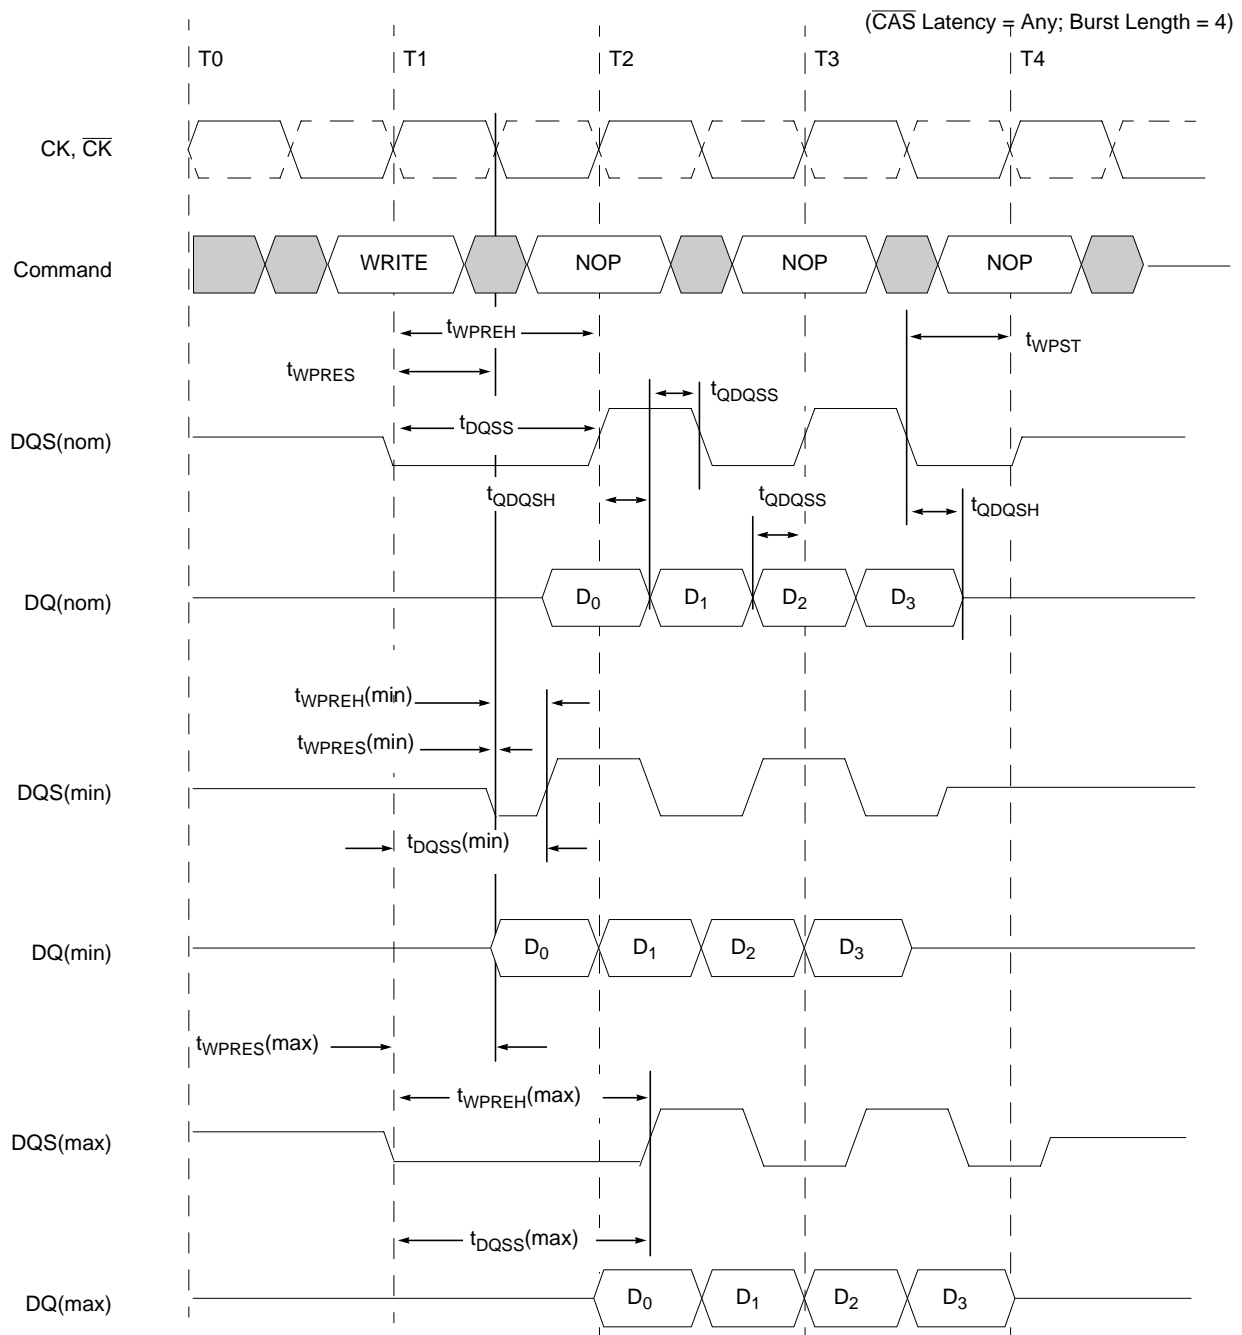 (C̅A̅S̅ Latency = Any; Burst Length = 4)
T0 T1 T2 T3 T4
CK, C̅K̅
Command WRITE NOP NOP NOP
tWPREH
tWPST
tWPRES
tQDQSS
DQS(nom) tDQSS
tQDQSH tQDQSS tQDQSH
DQ(nom) D0 D1 D2 D3
tWPREH(min)
tWPRES(min)
DQS(min)
tDQSS(min)
DQ(min) D0 D1 D2 D3
tWPRES(max)
tWPREH(max)
DQS(max)
tDQSS(max)
DQ(max) D0 D1 D2 D3